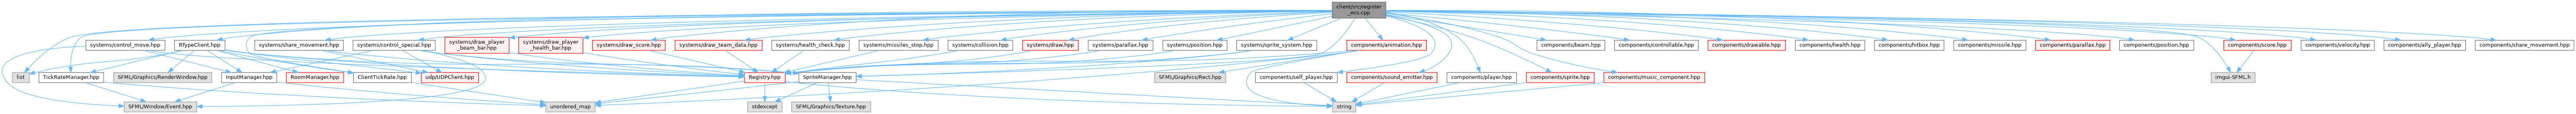 client/src/register
_ecs.cpp
systems/control_move.hpp
RTypeClient.hpp
systems/share_movement.hpp
systems/control_special.hpp
systems/draw_player
_beam_bar.hpp
systems/draw_player
_health_bar.hpp
systems/draw_score.hpp
systems/draw_team_data.hpp
systems/health_check.hpp
systems/missiles_stop.hpp
systems/collision.hpp
systems/draw.hpp
systems/parallax.hpp
systems/position.hpp
systems/sprite_system.hpp
components/animation.hpp
components/beam.hpp
components/controllable.hpp
components/drawable.hpp
components/health.hpp
components/hitbox.hpp
components/missile.hpp
components/parallax.hpp
components/position.hpp
components/score.hpp
components/velocity.hpp
components/ally_player.hpp
components/share_movement.hpp
list
TickRateManager.hpp
SFML/Graphics/RenderWindow.hpp
InputManager.hpp
RoomManager.hpp
ClientTickRate.hpp
udp/UDPClient.hpp
Registry.hpp
SpriteManager.hpp
SFML/Graphics/Rect.hpp
components/self_player.hpp
components/sound_emitter.hpp
components/player.hpp
components/sprite.hpp
components/music_component.hpp
imgui-SFML.h
SFML/Window/Event.hpp
unordered_map
stdexcept
SFML/Graphics/Texture.hpp
string